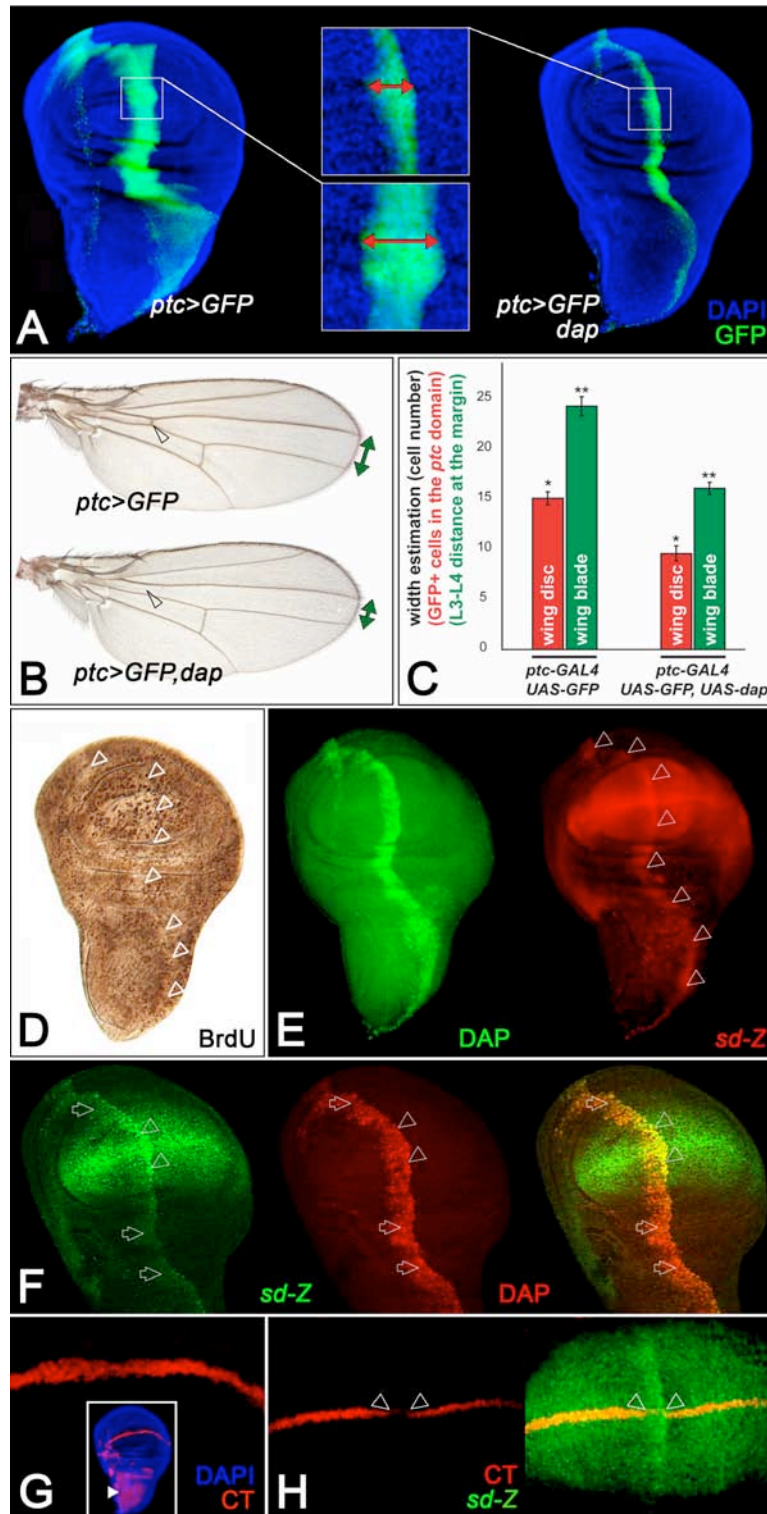 ptc>GFP
ptc>GFP
dap
DAPI
GFP
A
ptc>GFP
ptc>GFP,dap
B
width estimation (cell number)
(GFP+ cells in the ptc domain)
(L3-L4 distance at the margin)
25
20
15
10
5
0
*
**
*
**
wing disc
wing blade
wing disc
wing blade
ptc-GAL4
UAS-GFP
ptc-GAL4
UAS-GFP, UAS-dap
C
D
BrdU
E
DAP
sd-Z
F
sd-Z
DAP
G
DAPI
CT
H
CT
sd-Z